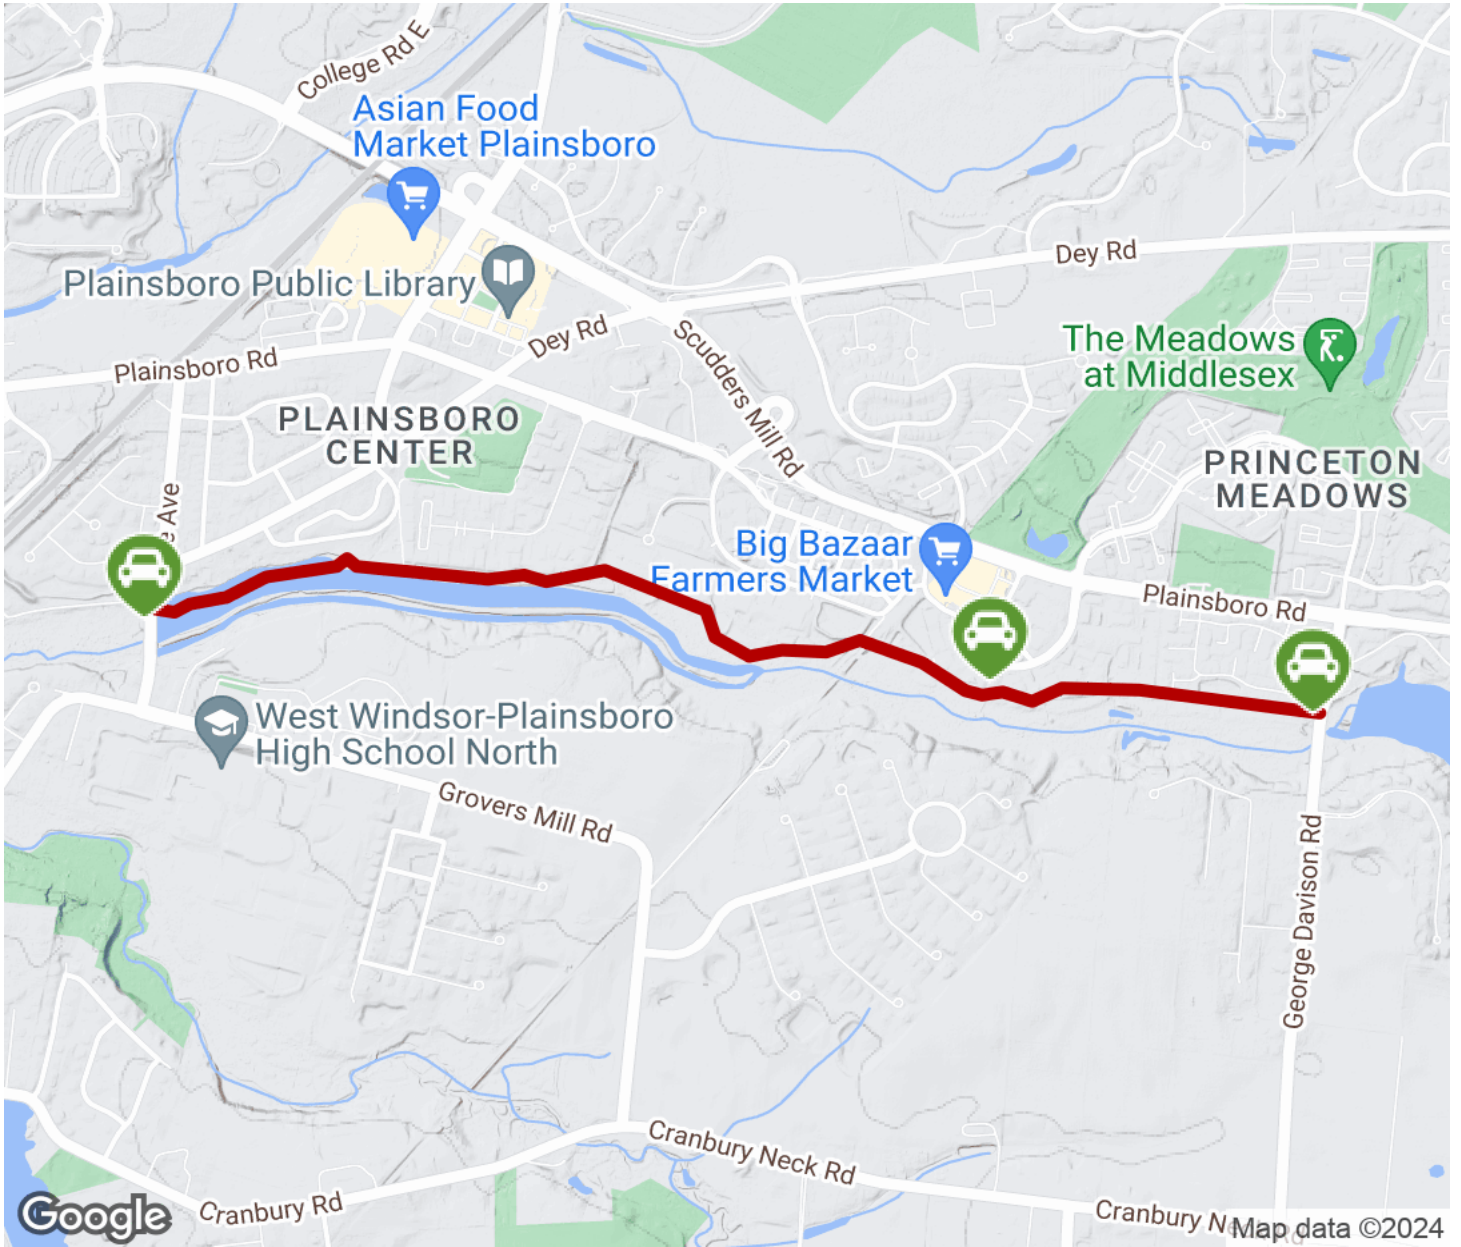 College Rd E
Asian Food
Market Plainsboro
Plainsboro Public Library
Dey Rd
Dey Rd
Scudders Mill Rd
The Meadows
at Middlesex
Plainsboro Rd
PLAINSBORO
CENTER
PRINCETON
MEADOWS
Ave
Big Bazaar
Farmers Market
Plainsboro Rd
West Windsor-Plainsboro
High School North
Grovers Mill Rd
George Davison Rd
Cranbury Neck Rd
Cranbury Rd
Cranbury
Google
Map data ©2024